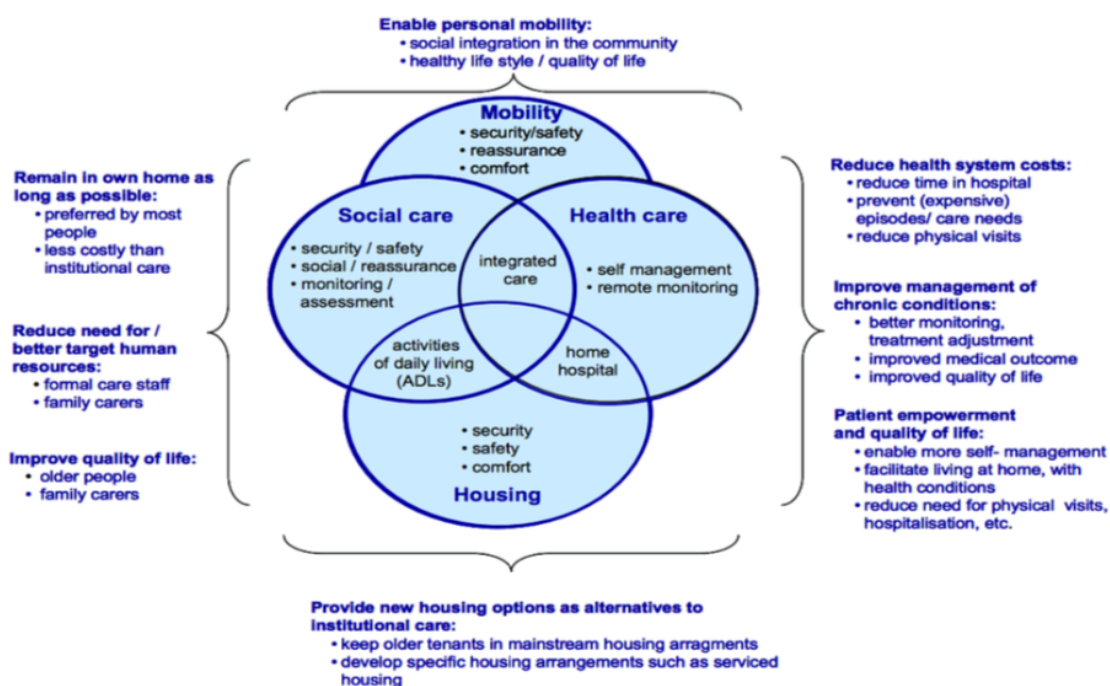 Enable personal mobility:
• social integration in the community
• healthy life style / quality of life
Mobility
• security/safety
• reassurance
• comfort
Remain in own home as
long as possible:
• preferred by most
people
• less costly than
institutional care
Reduce need for /
better target human
resources:
• formal care staff
• family carers
Improve quality of life:
• older people
• family carers
Social care
• security / safety
• social / reassurance
• monitoring /
assessment
integrated
care
Health care
• self management
• remote monitoring
activities
of daily living
(ADLs)
home
hospital
• security
• safety
• comfort
Housing
Reduce health system costs:
• reduce time in hospital
• prevent (expensive)
episodes/ care needs
• reduce physical visits
Improve management of
chronic conditions:
• better monitoring,
treatment adjustment
• improved medical outcome
• improved quality of life
Patient empowerment
and quality of life:
• enable more self- management
• facilitate living at home, with
health conditions
• reduce need for physical visits,
hospitalisation, etc.
Provide new housing options as alternatives to
institutional care:
• keep older tenants in mainstream housing arragments
• develop specific housing arrangements such as serviced
housing